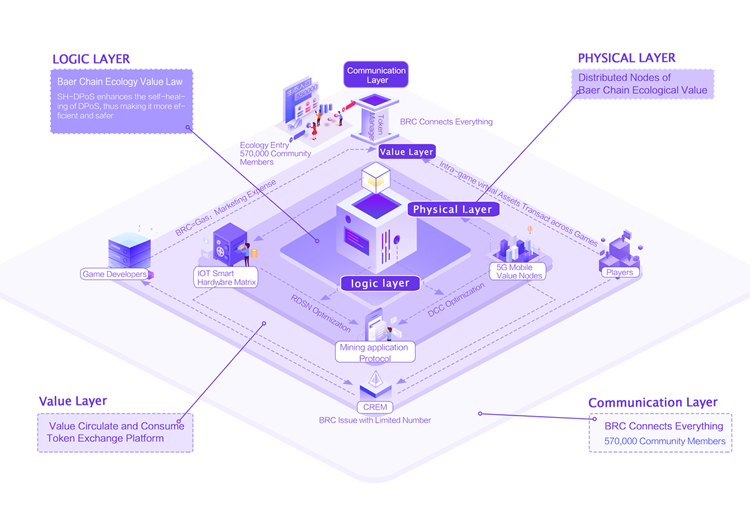 LOGIC LAYER
Baer Chain Ecology Value Law
SH-DPoS enhances the self-heal-
ing of DPoS, thus making it more ef-
ficient and safer
Communication
Layer
PHYSICAL LAYER
Distributed Nodes of
Baer Chain Ecological Value
Token
Manager
BRC Connects Everything
Ecology Entry
570,000 Community
Members
Value Layer
BRC-Gas; Marketing Expense
Intra-game virtual Assets Transact across Games
Physical Layer
Game Developers
IOT Smart
Hardware Matrix
logic layer
5G Mobile
Value Nodes
Players
RDSN Optimization
DCC Optimization
Mining application
Protocol
CREM
BRC Issue with Limited Number
Value Layer
Value Circulate and Consume
Token Exchange Platform
Communication Layer
BRC Connects Everything
570,000 Community Members